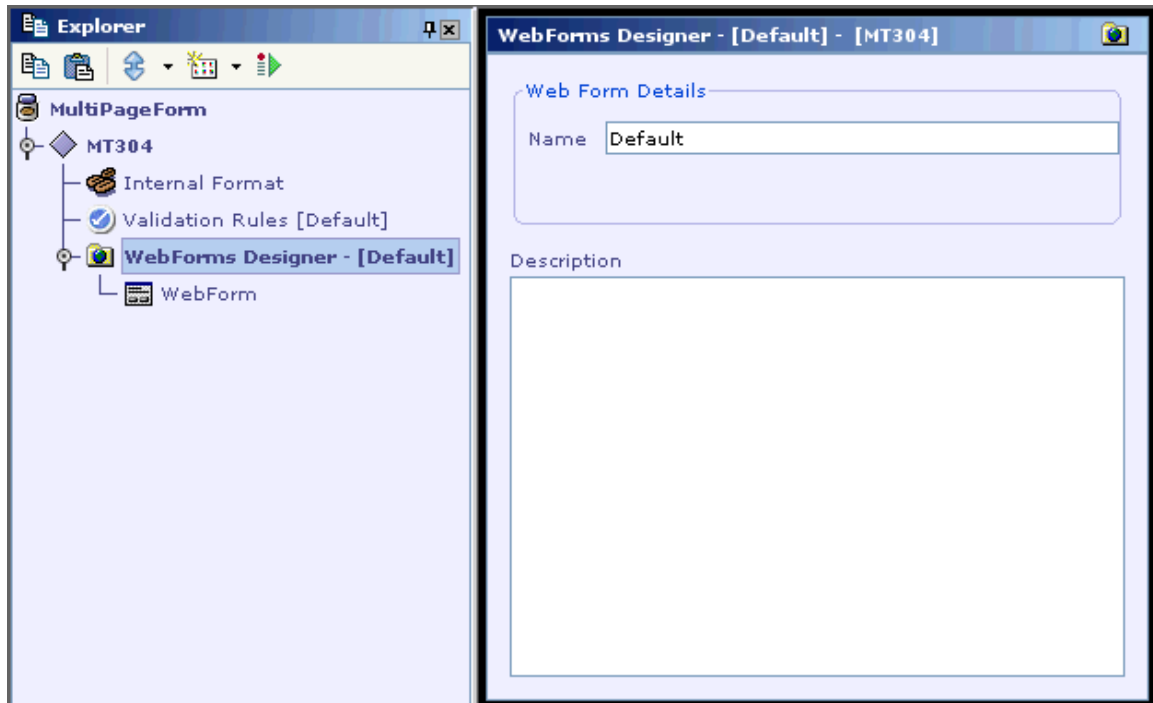 Explorer
MultiPageForm
MT304
Internal Format
Validation Rules [Default]
WebForms Designer - [Default]
WebForm
WebForms Designer - [Default] - [MT304]
Web Form Details
Name Default
Description